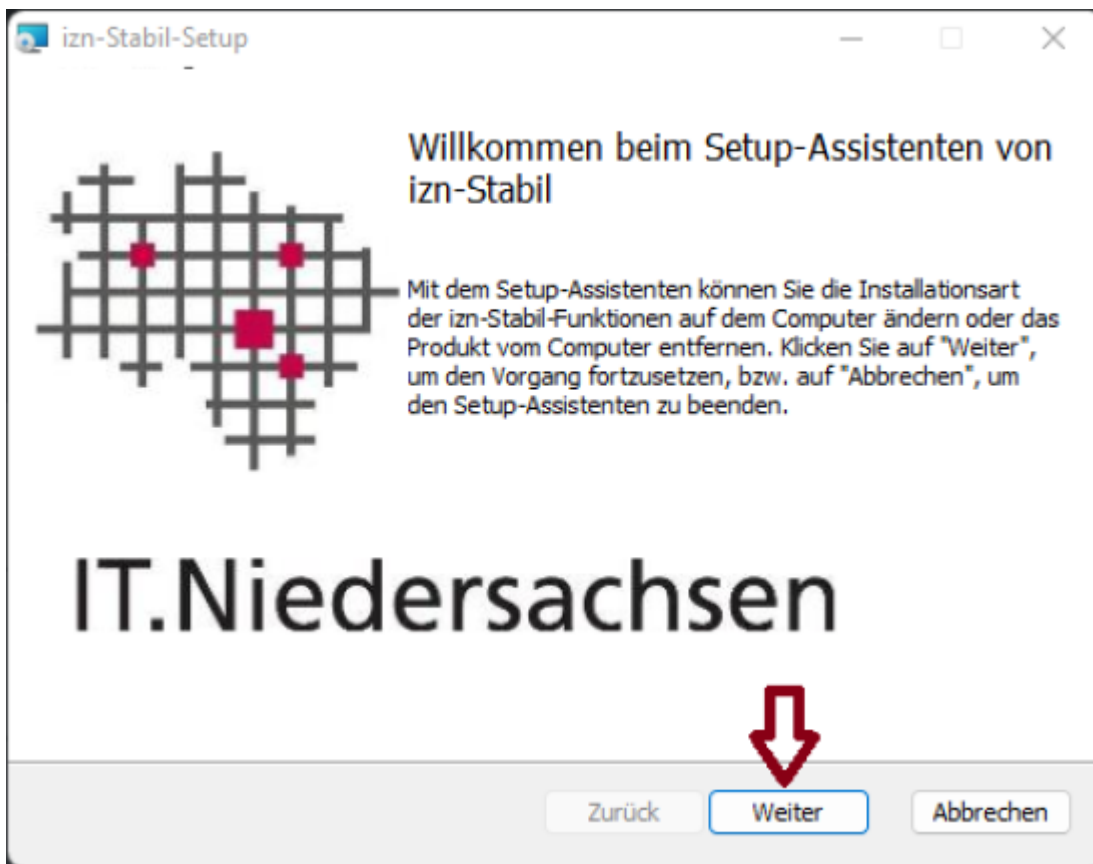 izn-Stabil-Setup
Willkommen beim Setup-Assistenten von
izn-Stabil
Mit dem Setup-Assistenten können Sie die Installationsart
der izn-Stabil-Funktionen auf dem Computer ändern oder das
Produkt vom Computer entfernen. Klicken Sie auf "Weiter",
um den Vorgang fortzusetzen, bzw. auf "Abbrechen", um
den Setup-Assistenten zu beenden.
IT.Niedersachsen
Zurück Weiter Abbrechen